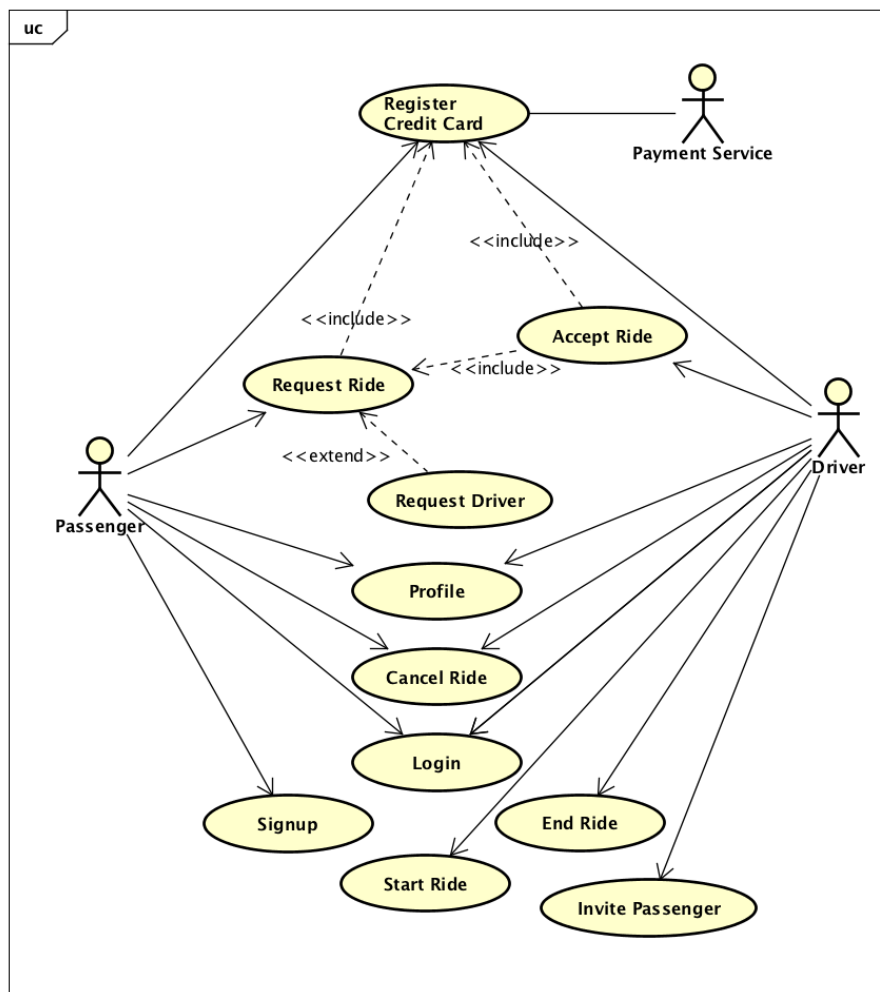 uc
Register
Credit Card
Payment Service
<<include>>
<<include>>
Accept Ride
<<include>>
Request Ride
<<extend>>
Request Driver
Passenger
Driver
Profile
Cancel Ride
Login
Signup
End Ride
Start Ride
Invite Passenger